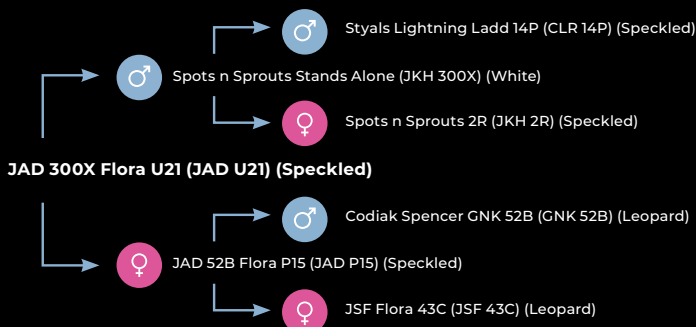 Styals Lightning Ladd 14P (CLR 14P) (Speckled)
Spots n Sprouts Stands Alone (JKH 300X) (White)
Spots n Sprouts 2R (JKH 2R) (Speckled)
JAD 300X Flora U21 (JAD U21) (Speckled)
Codiak Spencer GNK 52B (GNK 52B) (Leopard)
JAD 52B Flora P15 (JAD P15) (Speckled)
JSF Flora 43C (JSF 43C) (Leopard)